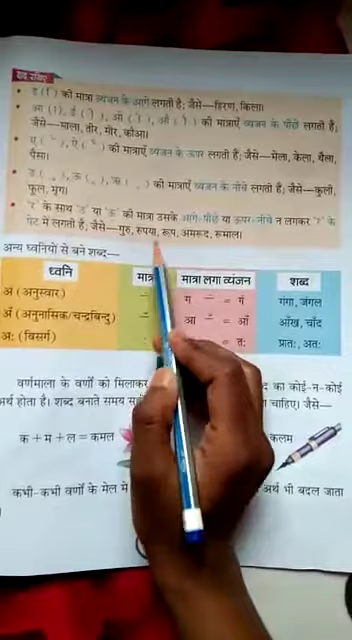 याद रखिए
• इ ( ि ) की मात्रा व्यंजन के आगे लगती है; जैसे—हिरण, किला।
• आ (ा), ई ( ी ), ओ ( ो ), औ ( ौ ) की मात्राएँ व्यंजन के पीछे लगती हैं;
जैसे—माला, तीर, मोर, कौआ।
• ए ( े ), ऐ ( ै ) की मात्राएँ व्यंजन के ऊपर लगती हैं; जैसे—मेला, केला, थैला,
पैसा।
• उ ( ु ), ऊ ( ू ), ऋ ( ृ ) की मात्राएँ व्यंजन के नीचे लगती हैं; जैसे—कुली,
फूल, मृग।
• 'र' के साथ 'उ' या 'ऊ' की मात्रा उसके आगे-पीछे या ऊपर-नीचे न लगकर 'र' के
पेट में लगती है; जैसे—गुरु, रुपया, रूप, अमरूद, रूमाल।
अन्य ध्वनियों से बने शब्द—
ध्वनि मात्रा मात्रा लगा व्यंजन शब्द
अं (अनुस्वार) ग ं = गं गंगा, जंगल
अँ (अनुनासिक/चन्द्रबिन्दु) आ ँ = आँ आँख, चाँद
अः (विसर्ग) = तः प्रातः, अतः
वर्णमाला के वर्णों को मिलाकर द का कोई-न-कोई
अर्थ होता है। शब्द बनाते समय चाहिए। जैसे—
क + म + ल = कमल कलम
कभी-कभी वर्णों के मेल में अर्थ भी बदल जाता